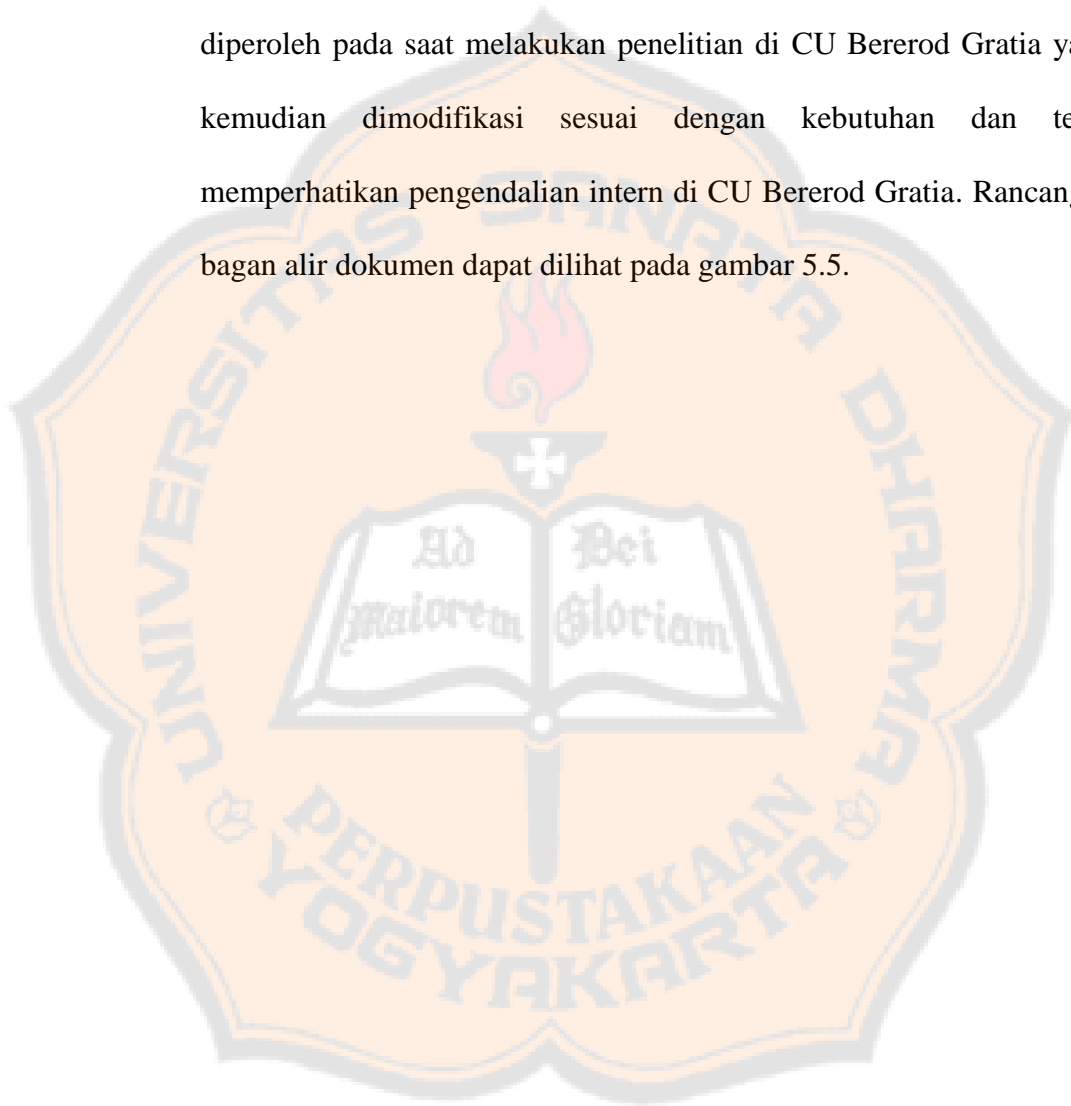 diperoleh pada saat melakukan penelitian di CU Bererod Gratia
kemudian dimodifikasi sesuai dengan kebutuhan dan
memperhatikan pengendalian intern di CU Bererod Gratia.
bagan alir dokumen dapat dilihat pada gambar 5.5.
UNIVERSITAS SANATA DHARMA
Ad Dei
Maiorem Gloriam
PERPUSTAKAAN
YOGYAKARTA